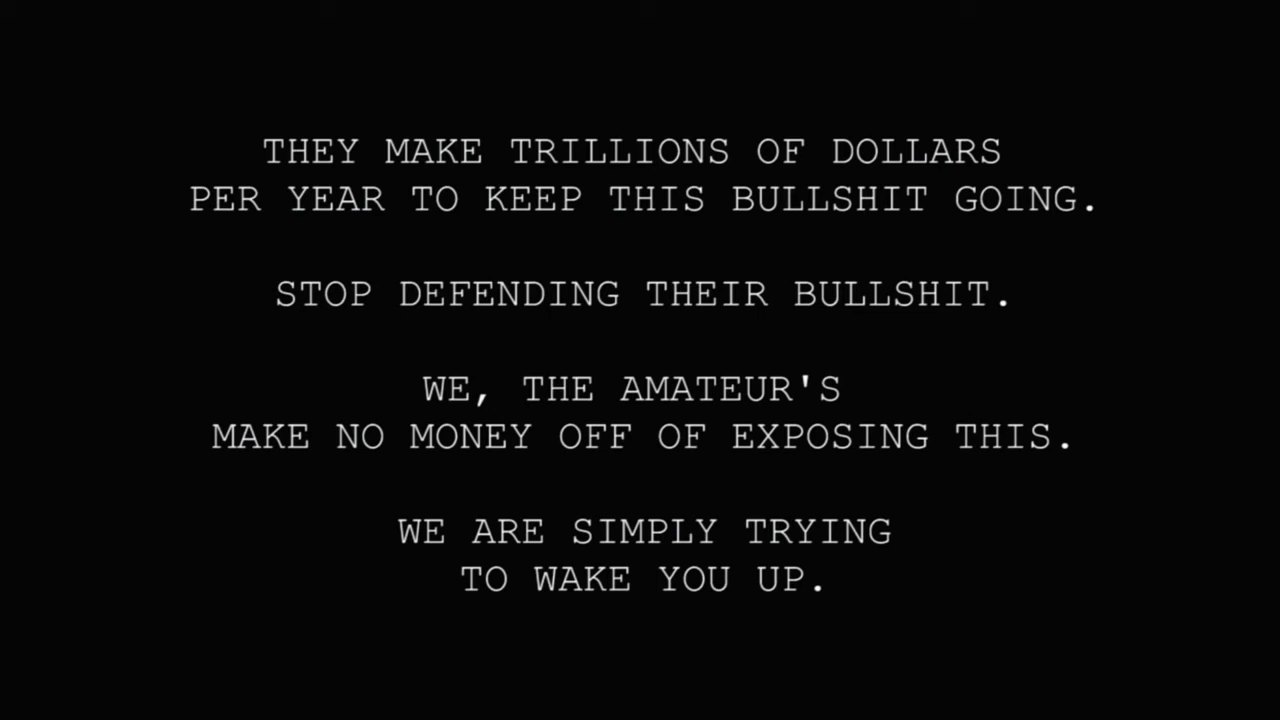 THEY MAKE TRILLIONS OF DOLLARS
PER YEAR TO KEEP THIS BULLSHIT GOING.
STOP DEFENDING THEIR BULLSHIT.
WE, THE AMATEUR'S
MAKE NO MONEY OFF OF EXPOSING THIS.
WE ARE SIMPLY TRYING
TO WAKE YOU UP.